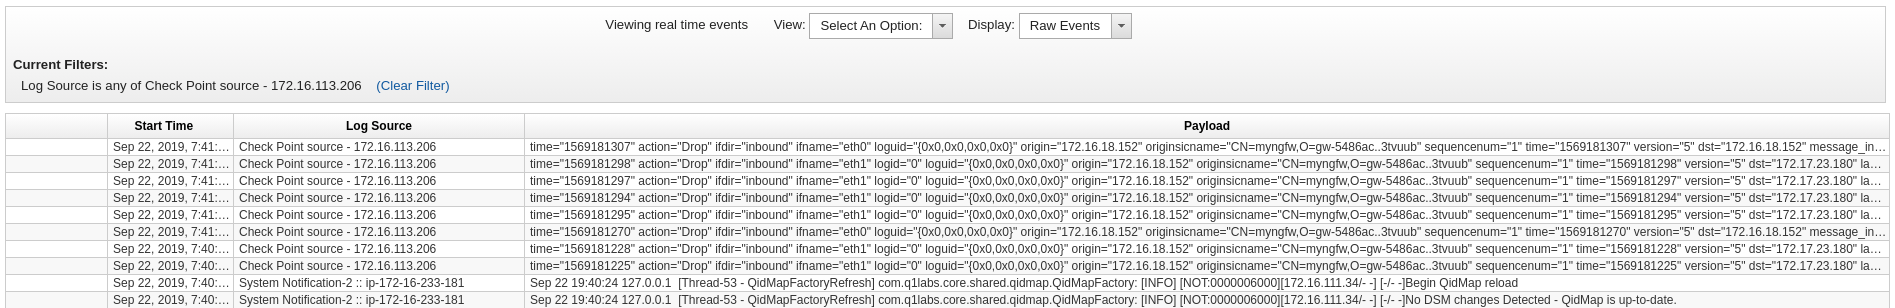 Viewing real time events View: Select An Option: Display: Raw Events
Current Filters:
Log Source is any of Check Point source - 172.16.113.206 (Clear Filter)
Start Time Log Source Payload
Sep 22, 2019, 7:41:... Check Point source - 172.16.113.206 time="1569181307" action="Drop" ifdir="inbound" ifname="eth0" loguid="{0x0,0x0,0x0,0x0}" origin="172.16.18.152" originsicname="CN=myngfw,O=gw-5486ac..3tvuub" sequencenum="1" time="1569181307" version="5" dst="172.16.18.152" message_in...
Sep 22, 2019, 7:41:... Check Point source - 172.16.113.206 time="1569181298" action="Drop" ifdir="inbound" ifname="eth1" logid="0" loguid="{0x0,0x0,0x0,0x0}" origin="172.16.18.152" originsicname="CN=myngfw,O=gw-5486ac..3tvuub" sequencenum="1" time="1569181298" version="5" dst="172.17.23.180" la...
Sep 22, 2019, 7:41:... Check Point source - 172.16.113.206 time="1569181297" action="Drop" ifdir="inbound" ifname="eth1" logid="0" loguid="{0x0,0x0,0x0,0x0}" origin="172.16.18.152" originsicname="CN=myngfw,O=gw-5486ac..3tvuub" sequencenum="1" time="1569181297" version="5" dst="172.17.23.180" la...
Sep 22, 2019, 7:41:... Check Point source - 172.16.113.206 time="1569181294" action="Drop" ifdir="inbound" ifname="eth1" logid="0" loguid="{0x0,0x0,0x0,0x0}" origin="172.16.18.152" originsicname="CN=myngfw,O=gw-5486ac..3tvuub" sequencenum="1" time="1569181294" version="5" dst="172.17.23.180" la...
Sep 22, 2019, 7:41:... Check Point source - 172.16.113.206 time="1569181295" action="Drop" ifdir="inbound" ifname="eth1" logid="0" loguid="{0x0,0x0,0x0,0x0}" origin="172.16.18.152" originsicname="CN=myngfw,O=gw-5486ac..3tvuub" sequencenum="1" time="1569181295" version="5" dst="172.17.23.180" la...
Sep 22, 2019, 7:41:... Check Point source - 172.16.113.206 time="1569181270" action="Drop" ifdir="inbound" ifname="eth0" loguid="{0x0,0x0,0x0,0x0}" origin="172.16.18.152" originsicname="CN=myngfw,O=gw-5486ac..3tvuub" sequencenum="1" time="1569181270" version="5" dst="172.16.18.152" message_in...
Sep 22, 2019, 7:40:... Check Point source - 172.16.113.206 time="1569181228" action="Drop" ifdir="inbound" ifname="eth1" logid="0" loguid="{0x0,0x0,0x0,0x0}" origin="172.16.18.152" originsicname="CN=myngfw,O=gw-5486ac..3tvuub" sequencenum="1" time="1569181228" version="5" dst="172.17.23.180" la...
Sep 22, 2019, 7:40:... Check Point source - 172.16.113.206 time="1569181225" action="Drop" ifdir="inbound" ifname="eth1" logid="0" loguid="{0x0,0x0,0x0,0x0}" origin="172.16.18.152" originsicname="CN=myngfw,O=gw-5486ac..3tvuub" sequencenum="1" time="1569181225" version="5" dst="172.17.23.180" la...
Sep 22, 2019, 7:40:... System Notification-2 :: ip-172-16-233-181 Sep 22 19:40:24 127.0.0.1 [Thread-53 - QidMapFactoryRefresh] com.q1labs.core.shared.qidmap.QidMapFactory: [INFO] [NOT:0000006000][172.16.111.34/- -] [-/- -]Begin QidMap reload
Sep 22, 2019, 7:40:... System Notification-2 :: ip-172-16-233-181 Sep 22 19:40:24 127.0.0.1 [Thread-53 - QidMapFactoryRefresh] com.q1labs.core.shared.qidmap.QidMapFactory: [INFO] [NOT:0000006000][172.16.111.34/- -] [-/- -]No DSM changes Detected - QidMap is up-to-date.